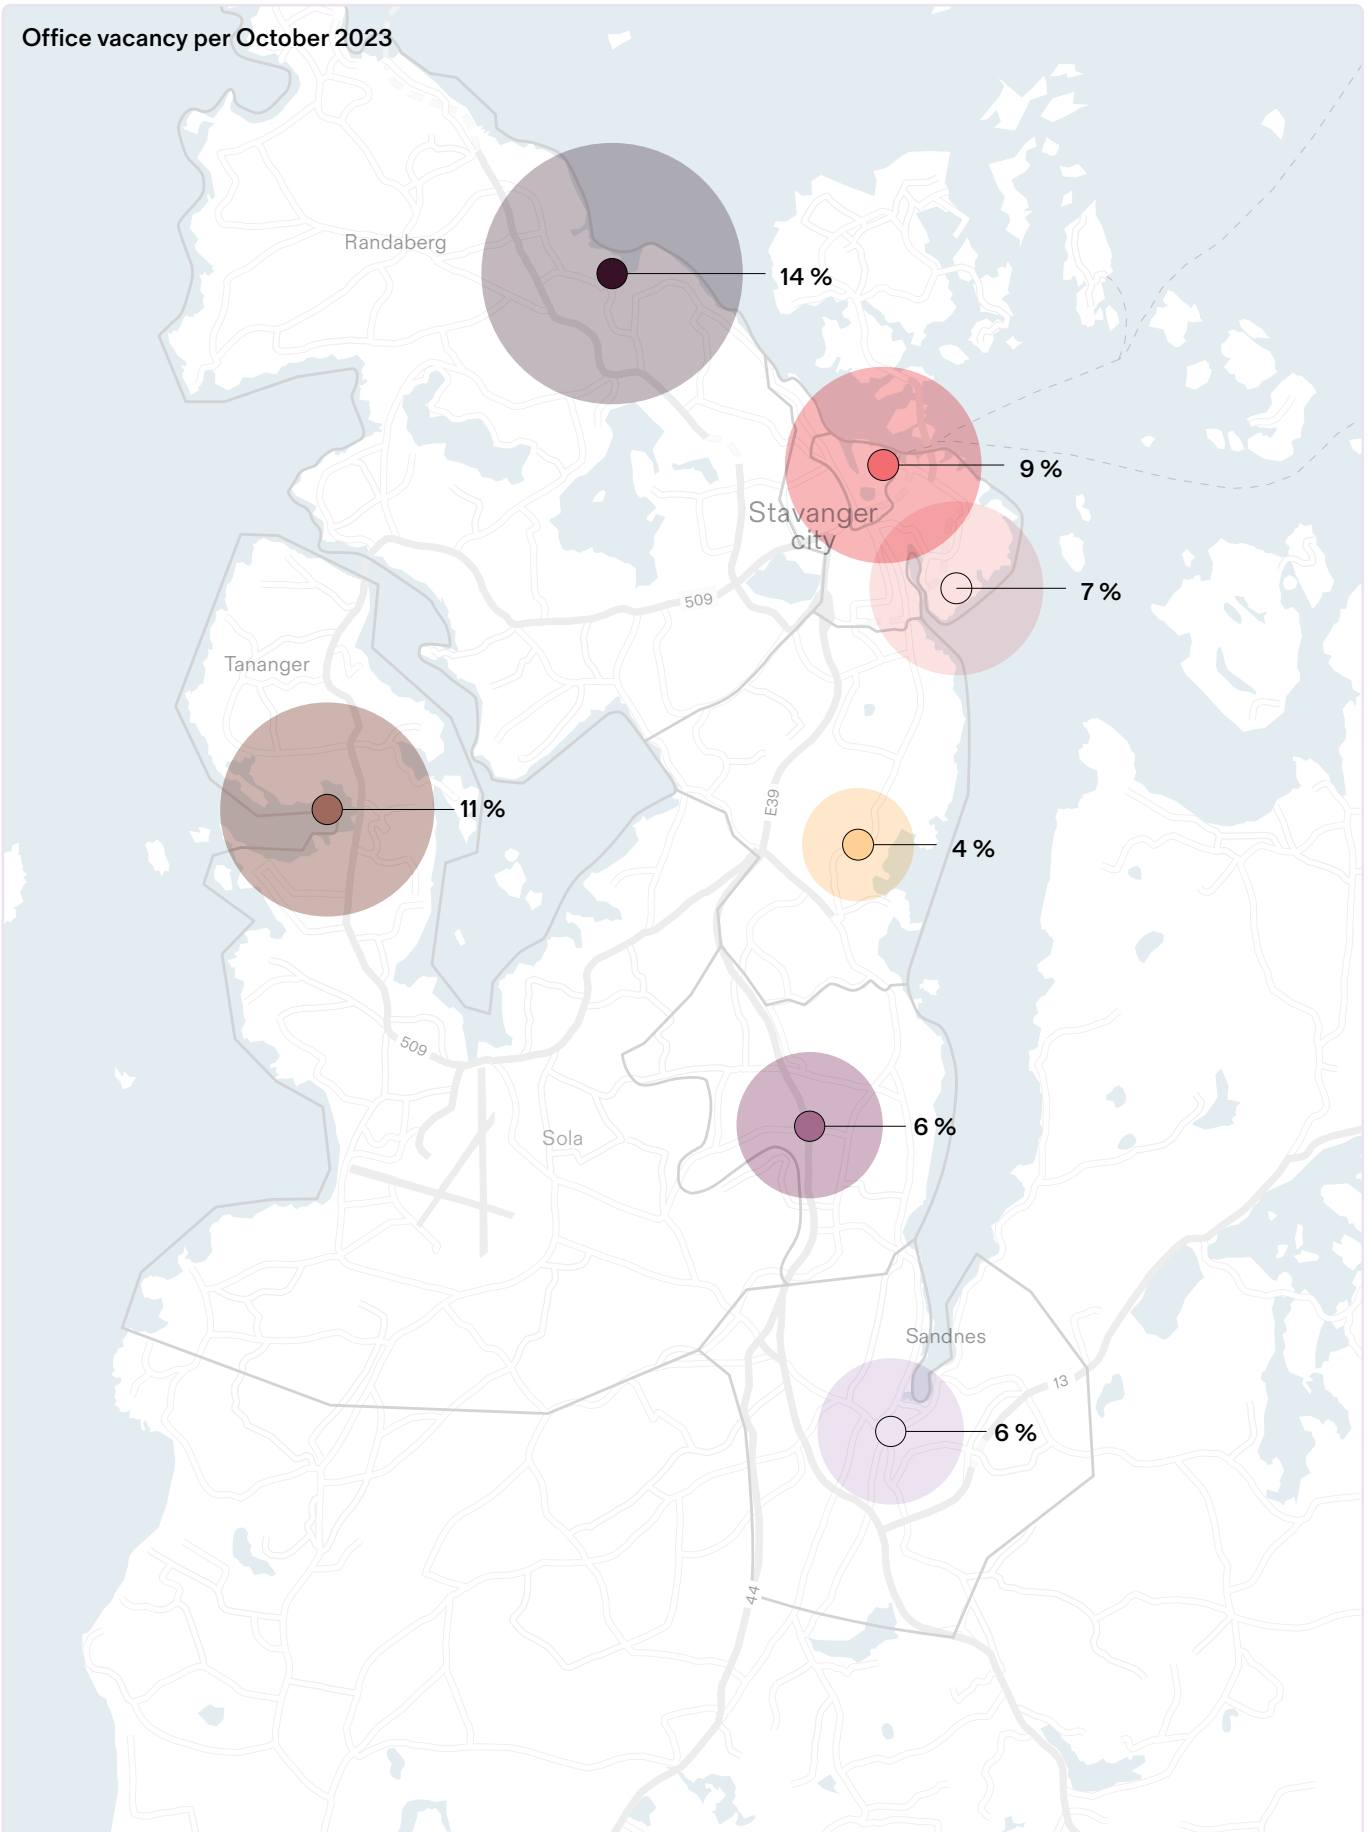 Office vacancy per October 2023
Randaberg
14 %
9 %
Stavanger
city
7 %
509
Tananger
11 %
E39
4 %
509
6 %
Sola
Sandnes
13
6 %
44